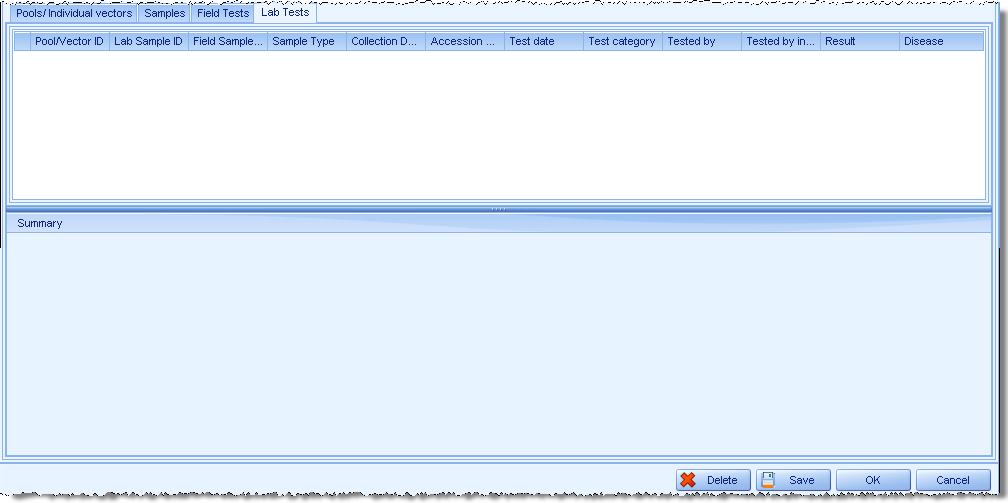 Pools/ Individual vectors Samples Field Tests Lab Tests
Pool/Vector ID Lab Sample ID Field Sample... Sample Type Collection D... Accession ... Test date Test category Tested by Tested by in... Result Disease
Summary
Delete Save OK Cancel